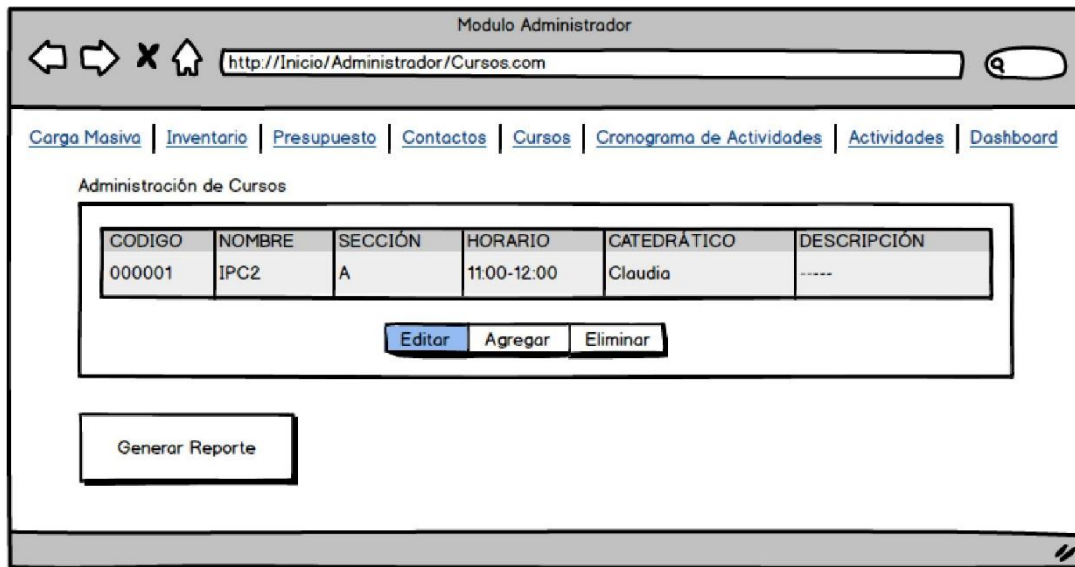 Modulo Administrador
http://Inicio/Administrador/Cursos.com
Carga Masiva | Inventario | Presupuesto | Contactos | Cursos | Cronograma de Actividades | Actividades | Dashboard
Administración de Cursos
CODIGO NOMBRE SECCIÓN HORARIO CATEDRÁTICO DESCRIPCIÓN
000001 IPC2 A 11:00-12:00 Claudia -----
Editar Agregar Eliminar
Generar Reporte